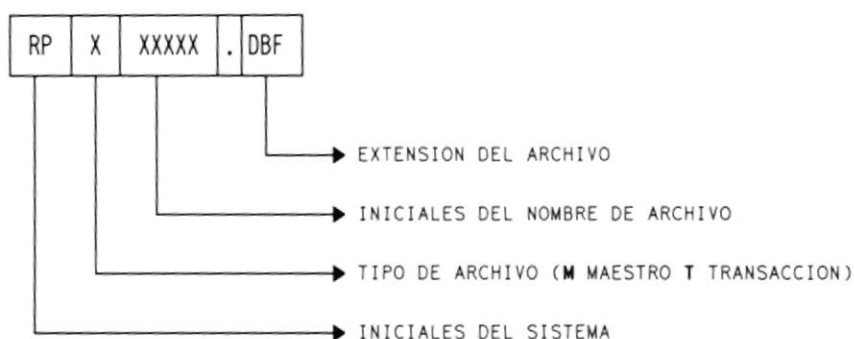 RP X XXXXX . DBF
EXTENSION DEL ARCHIVO
INICIALES DEL NOMBRE DE ARCHIVO
TIPO DE ARCHIVO (M MAESTRO T TRANSACCION)
INICIALES DEL SISTEMA